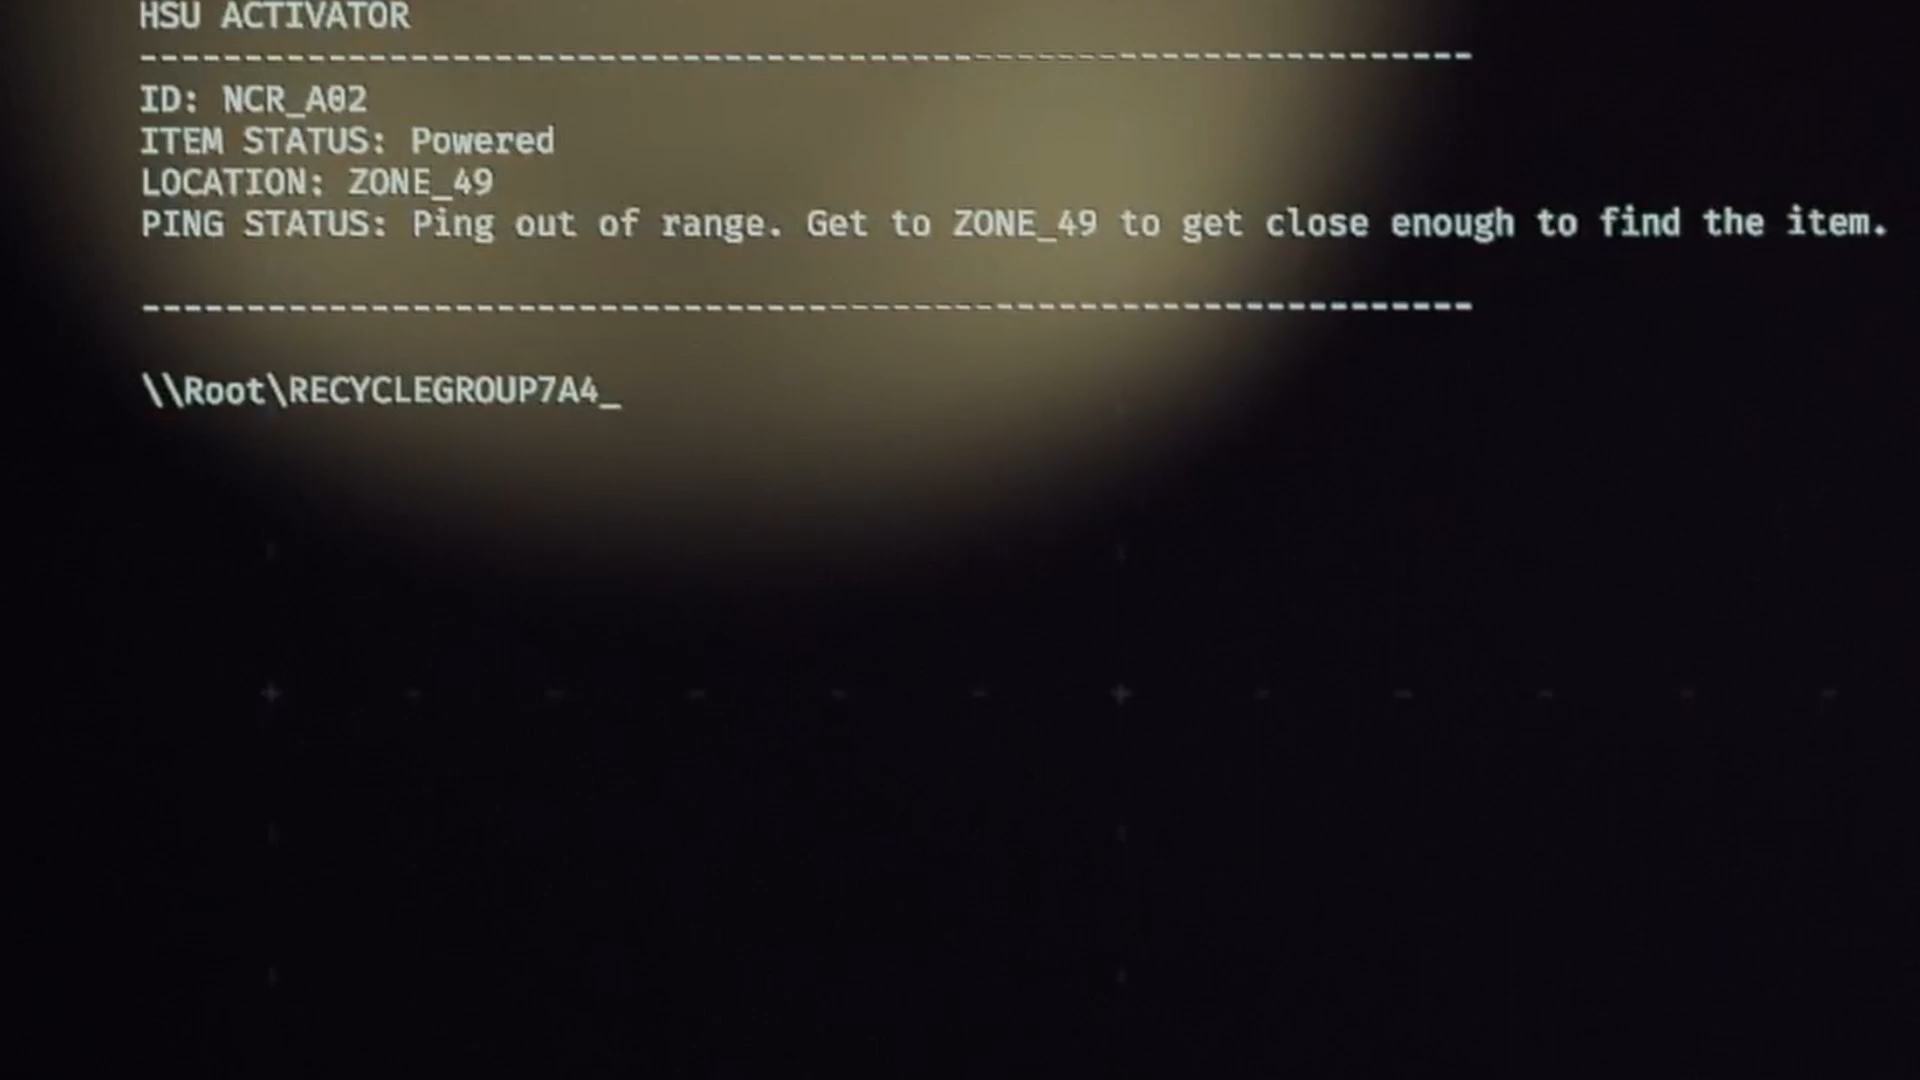 HSU ACTIVATOR
----------------------------------------------------------------
ID: NCR_A02
ITEM STATUS: Powered
LOCATION: ZONE_49
PING STATUS: Ping out of range. Get to ZONE_49 to get close enough to find the item.
----------------------------------------------------------------
\\Root\RECYCLEGROUP7A4_